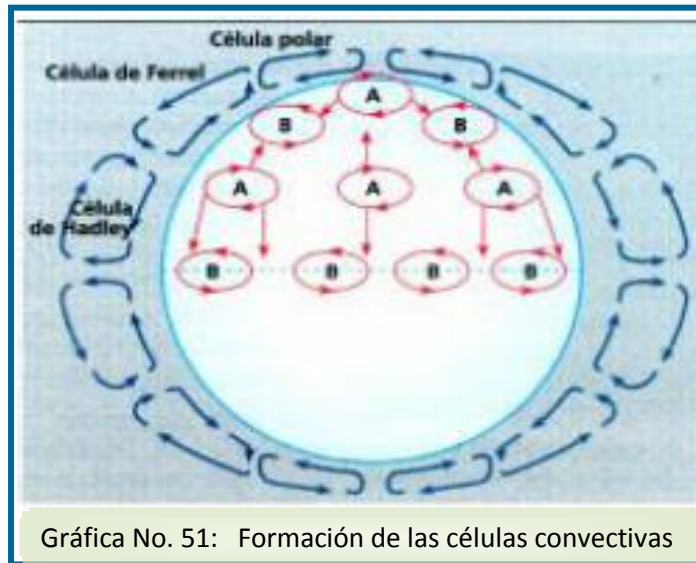 Célula polar
Célula de Ferrel
A
B
B
A
A
A
Célula
de Hadley
B
B
B
B
Gráfica No. 51: Formación de las células convectivas